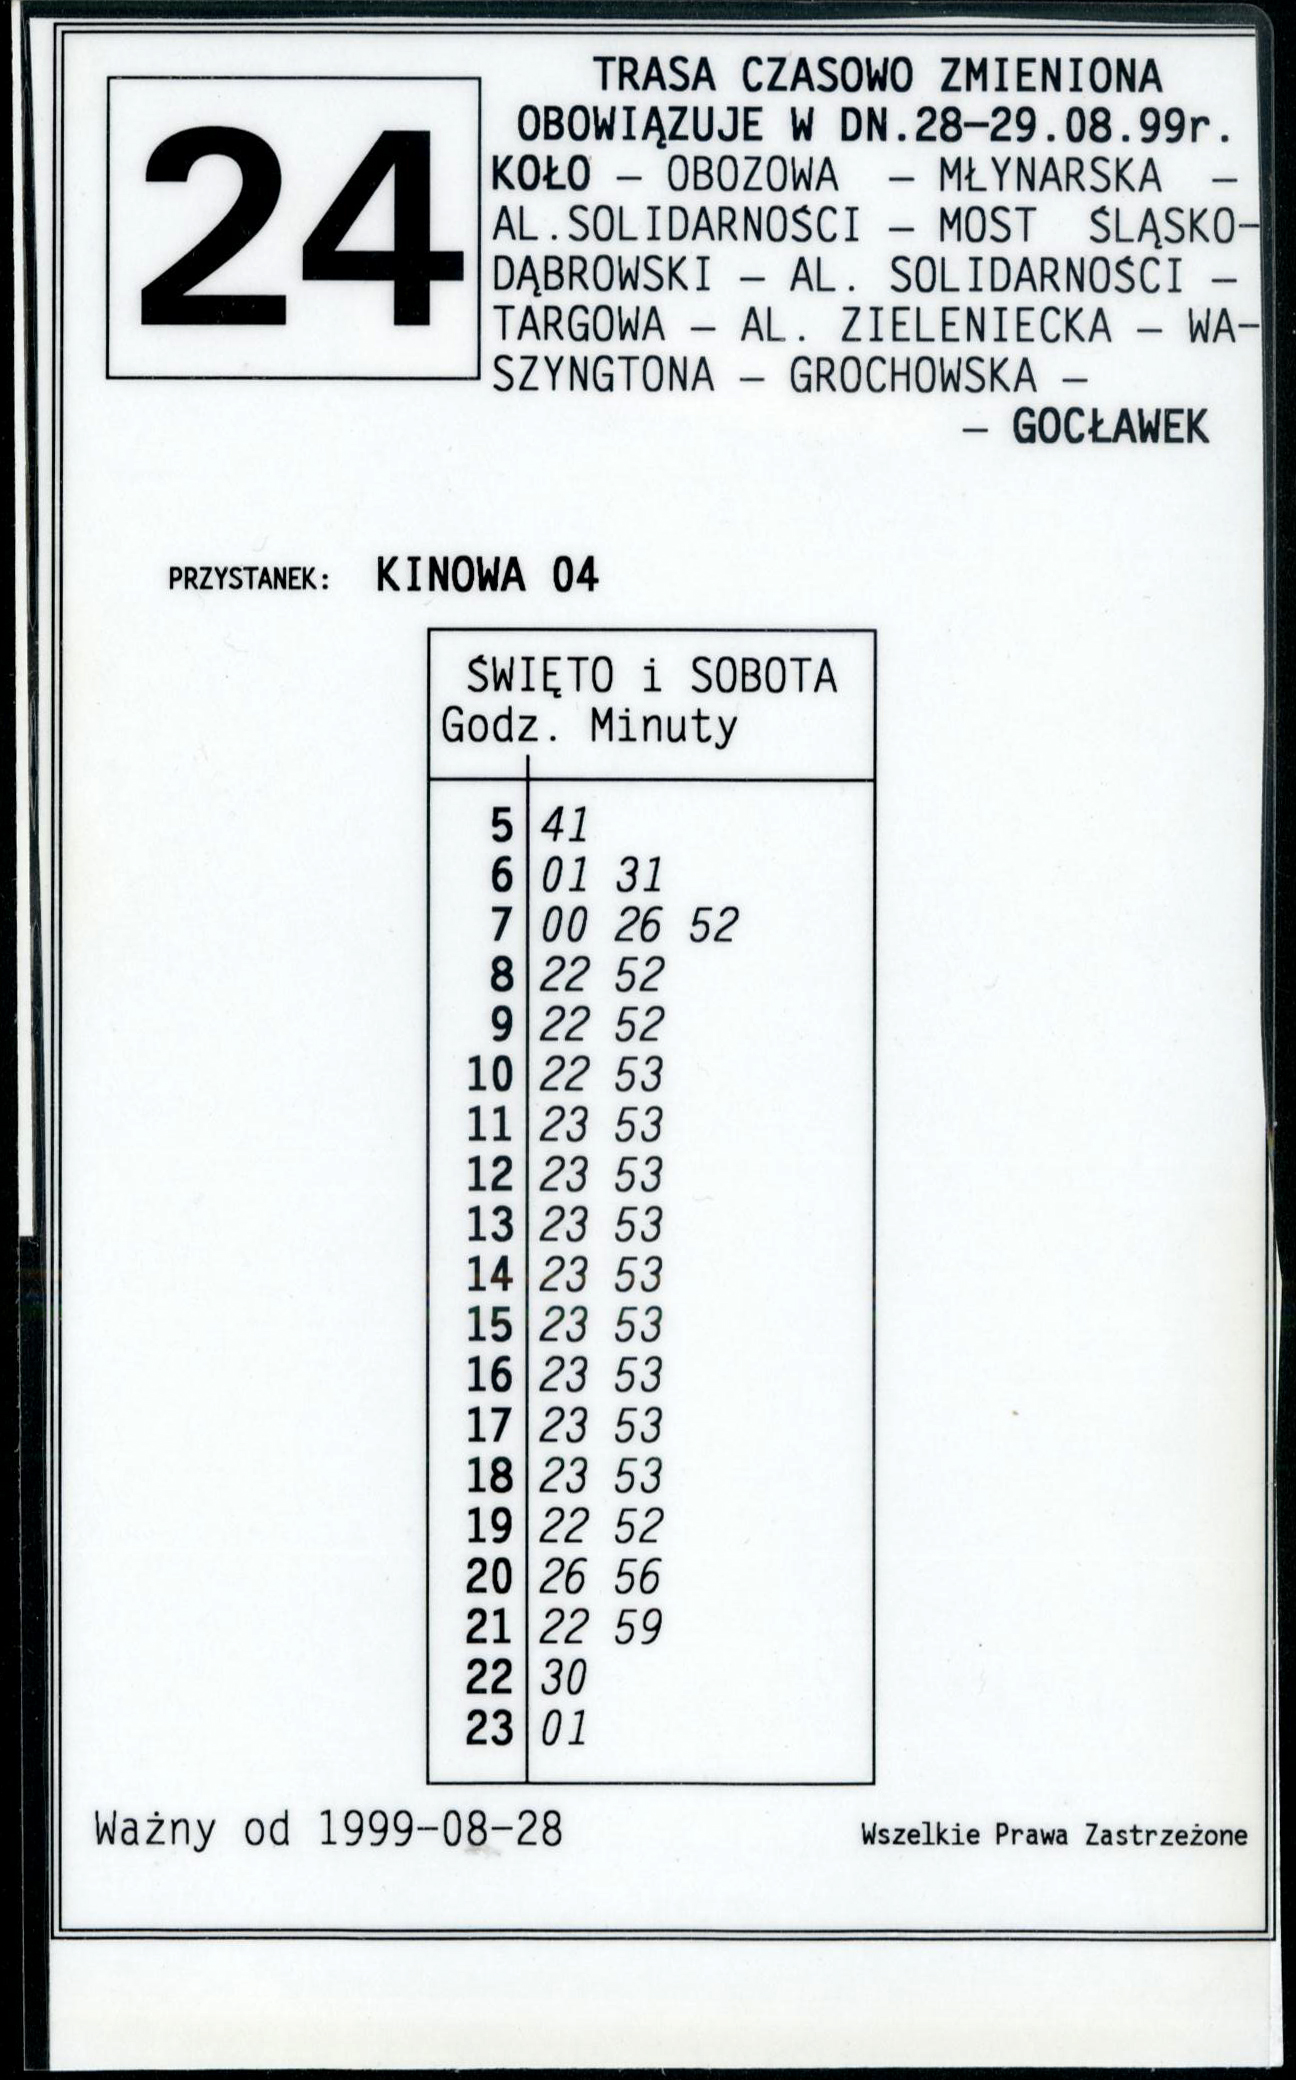 24
TRASA CZASOWO ZMIENIONA
OBOWIĄZUJE W DN.28-29.08.99r.
KOŁO – OBOZOWA – MŁYNARSKA –
AL.SOLIDARNOŚCI – MOST ŚLĄSKO-
DĄBROWSKI – AL. SOLIDARNOŚCI –
TARGOWA – AL. ZIELENIECKA – WA-
SZYNGTONA – GROCHOWSKA –
– GOCŁAWEK
PRZYSTANEK: KINOWA 04
ŚWIĘTO i SOBOTA
Godz. Minuty
5 41
6 01 31
7 00 26 52
8 22 52
9 22 52
10 22 53
11 23 53
12 23 53
13 23 53
14 23 53
15 23 53
16 23 53
17 23 53
18 23 53
19 22 52
20 26 56
21 22 59
22 30
23 01
Ważny od 1999-08-28
Wszelkie Prawa Zastrzeżone